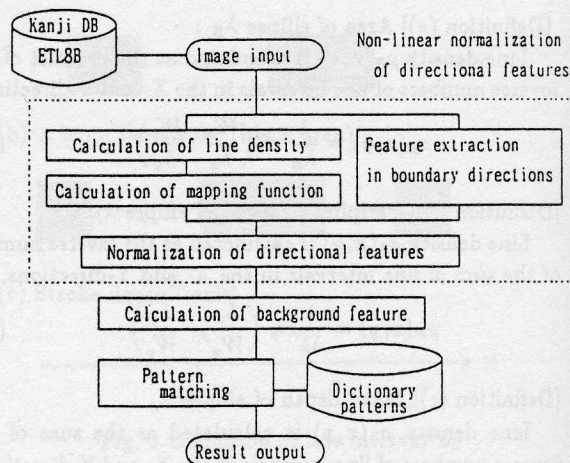 Kanji DB
ETL8B
Image input
Non-linear normalization
of directional features
Calculation of line density
Feature extraction
in boundary directions
Calculation of mapping function
Normalization of directional features
Calculation of background feature
Pattern
matching
Dictionary
patterns
Result output